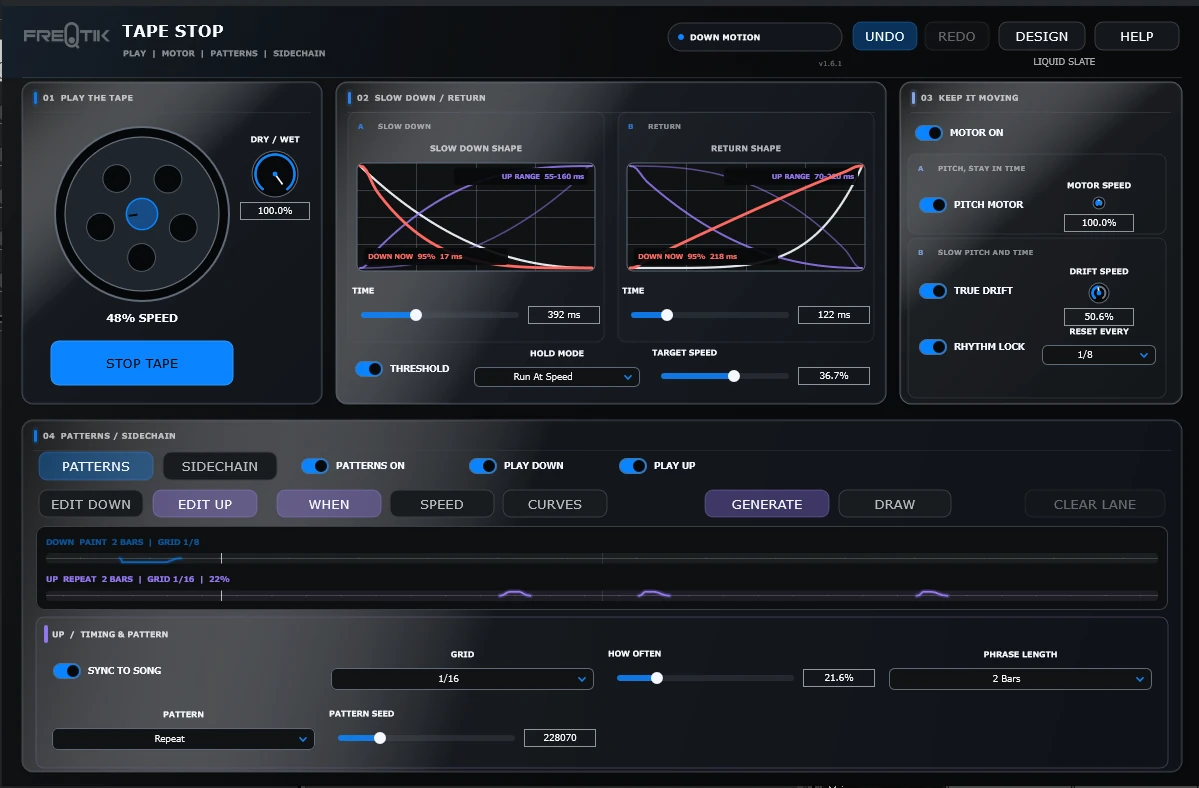 FREQTIK
TAPE STOP
PLAY | MOTOR | PATTERNS | SIDECHAIN
DOWN MOTION
UNDO
REDO
DESIGN
HELP
v1.6.1
LIQUID SLATE
01 PLAY THE TAPE
DRY / WET
100.0%
48% SPEED
STOP TAPE
02 SLOW DOWN / RETURN
A SLOW DOWN
SLOW DOWN SHAPE
UP RANGE 55-160 ms
DOWN NOW 95% 17 ms
TIME
392 ms
B RETURN
RETURN SHAPE
UP RANGE 70-220 ms
DOWN NOW 95% 218 ms
TIME
122 ms
THRESHOLD
HOLD MODE
Run At Speed
TARGET SPEED
36.7%
03 KEEP IT MOVING
MOTOR ON
A PITCH, STAY IN TIME
PITCH MOTOR
MOTOR SPEED
100.0%
B SLOW PITCH AND TIME
TRUE DRIFT
DRIFT SPEED
50.6%
RHYTHM LOCK
RESET EVERY
1/8
04 PATTERNS / SIDECHAIN
PATTERNS
SIDECHAIN
PATTERNS ON
PLAY DOWN
PLAY UP
EDIT DOWN
EDIT UP
WHEN
SPEED
CURVES
GENERATE
DRAW
CLEAR LANE
DOWN PAINT 2 BARS | GRID 1/8
UP REPEAT 2 BARS | GRID 1/16 | 22%
UP / TIMING & PATTERN
SYNC TO SONG
GRID
1/16
HOW OFTEN
21.6%
PHRASE LENGTH
2 Bars
PATTERN
Repeat
PATTERN SEED
228070